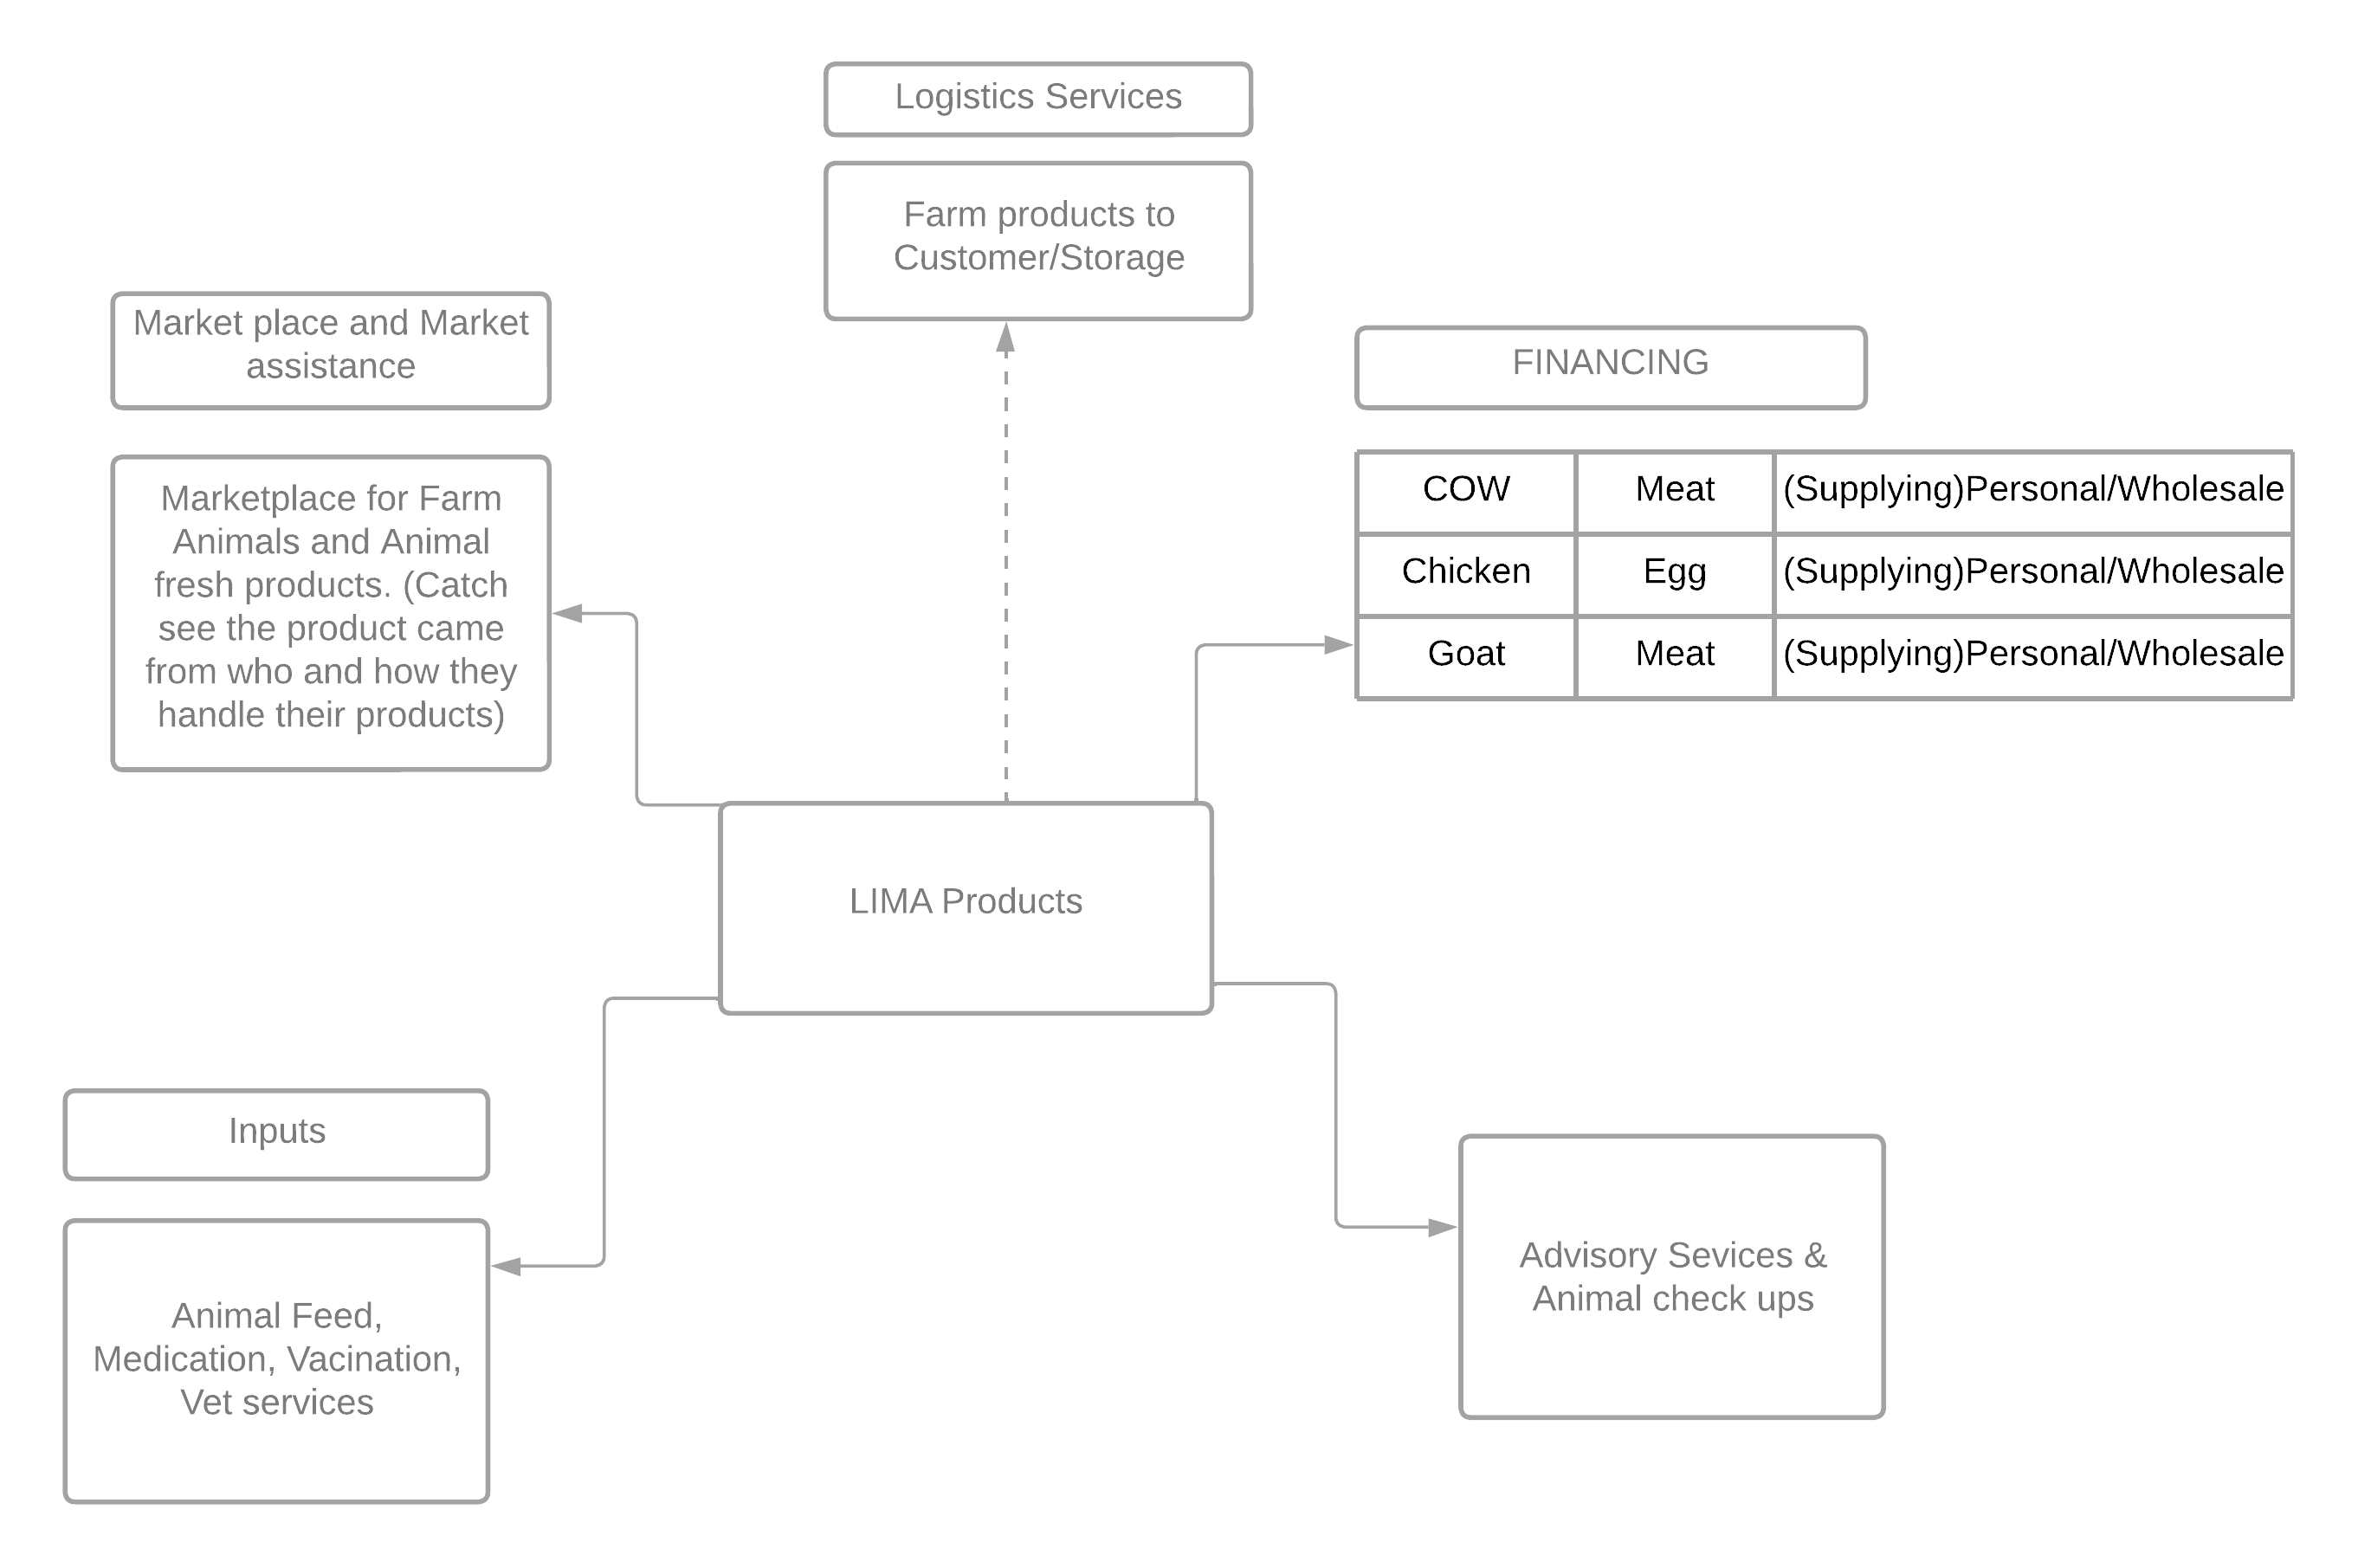 Logistics Services
Farm products to
Customer/Storage
Market place and Market
assistance
Marketplace for Farm
Animals and Animal
fresh products. (Catch
see the product came
from who and how they
handle their products)
FINANCING
COW Meat (Supplying)Personal/Wholesale
Chicken Egg (Supplying)Personal/Wholesale
Goat Meat (Supplying)Personal/Wholesale
LIMA Products
Inputs
Animal Feed,
Medication, Vacination,
Vet services
Advisory Sevices &
Animal check ups